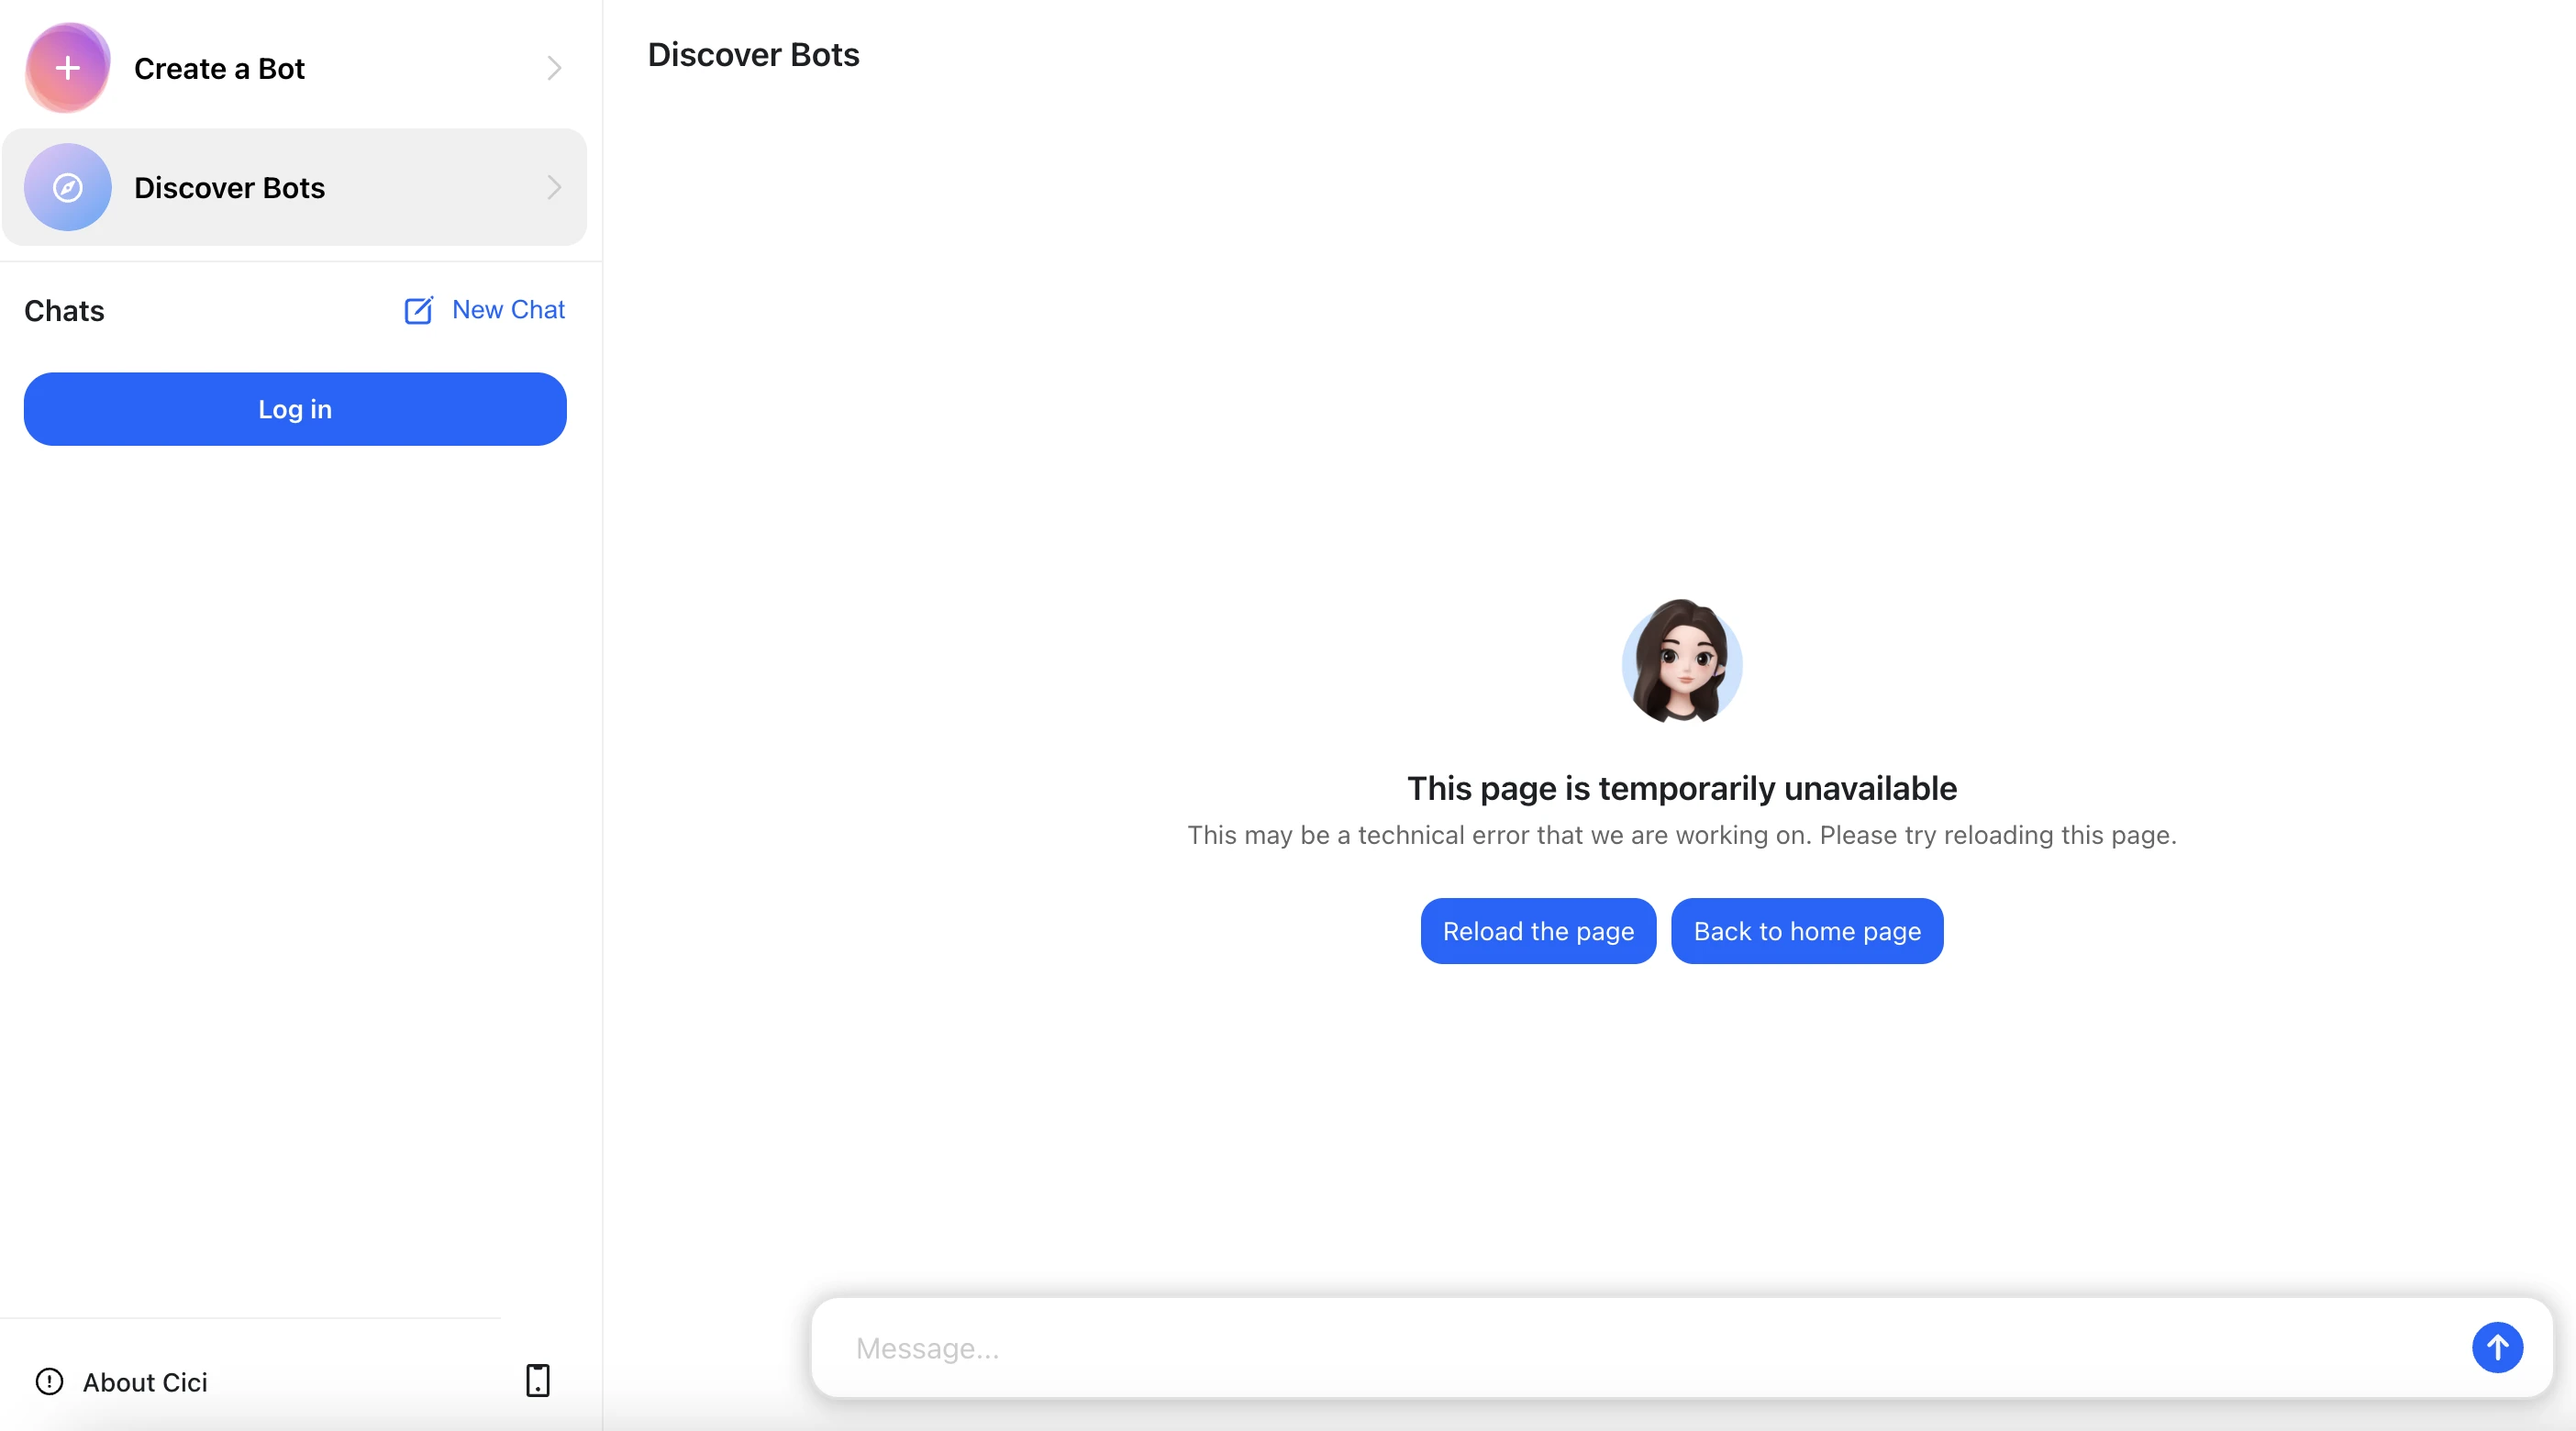 Create a Bot
Discover Bots
Chats
New Chat
Log in
About Cici
Discover Bots
This page is temporarily unavailable
This may be a technical error that we are working on. Please try reloading this page.
Reload the page
Back to home page
Message...